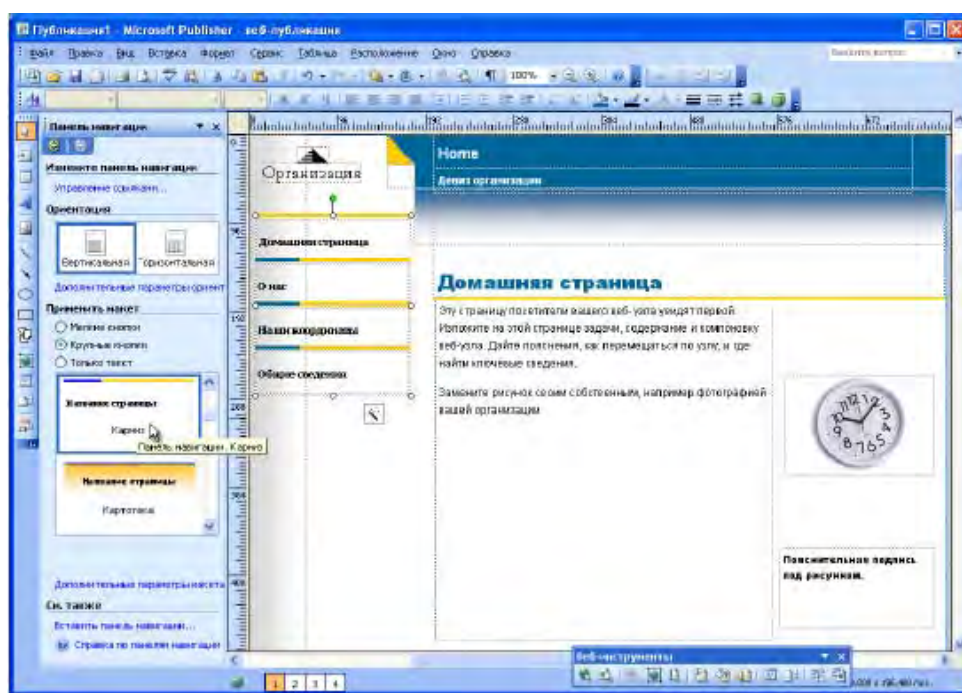 Публикация1 - Microsoft Publisher - веб-публикация
Файл Правка Вид Вставка Формат Сервис Таблица Расположение Окно Справка
Введите вопрос
100%
Панель навигации
Измените панель навигации
Управление ссылками...
Ориентация
Вертикальная Горизонтальная
Дополнительные параметры ориент
Применить макет
Мелкие кнопки
Крупные кнопки
Только текст
Название страницы
Карниз
Панель навигации. Карниз
Название страницы
Картотека
Дополнительные параметры макета
См. также
Вставить панель навигации...
Справка по панелям навигации
Организация
Домашняя страница
О нас
Наши координаты
Общие сведения
Home
Девиз организации
Домашняя страница
Эту страницу посетители вашего веб-узла увидят первой.
Изложите на этой странице задачи, содержание и компоновку
веб-узла. Дайте пояснения, как перемещаться по узлу, и где
найти ключевые сведения.
Замените рисунок своим собственным, например фотографией
вашей организации
Пояснительная подпись
под рисунком.
Веб-инструменты
1 2 3 4